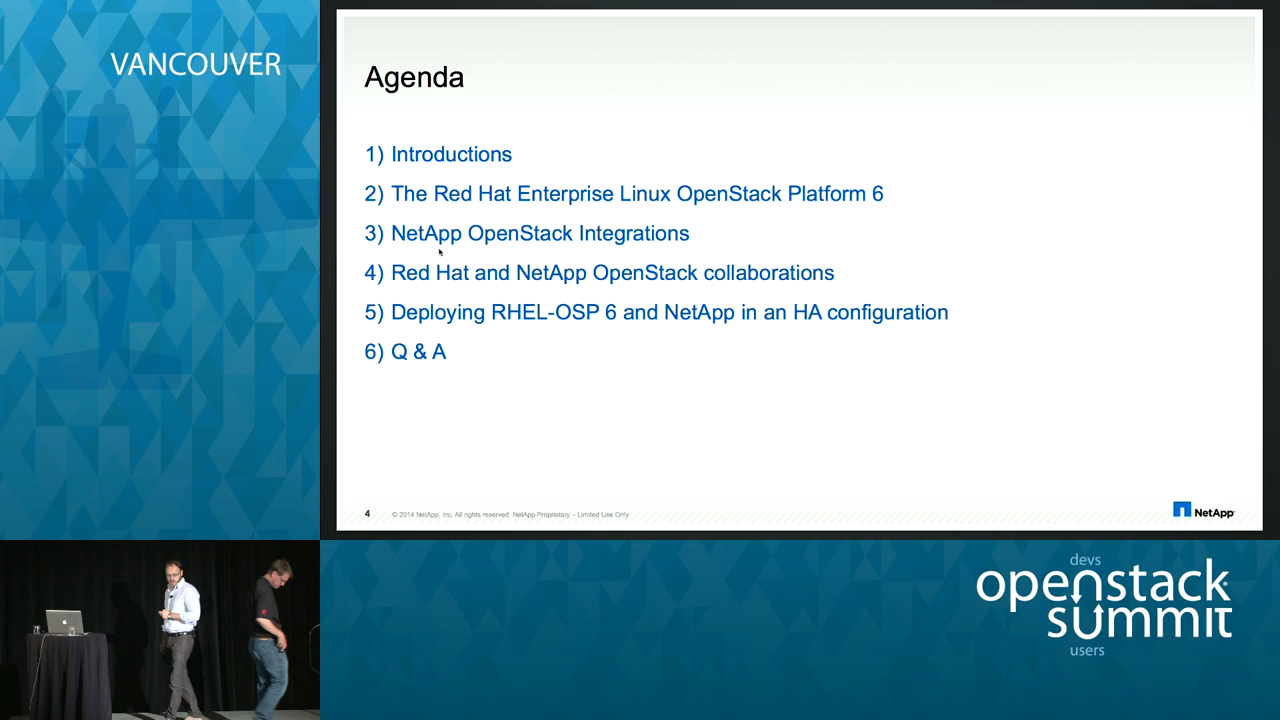 VANCOUVER
Agenda
1) Introductions
2) The Red Hat Enterprise Linux OpenStack Platform 6
3) NetApp OpenStack Integrations
4) Red Hat and NetApp OpenStack collaborations
5) Deploying RHEL-OSP 6 and NetApp in an HA configuration
6) Q & A
4 © 2014 NetApp, Inc. All rights reserved. NetApp Proprietary – Limited Use Only
NetApp
devs
openstack
summit
users